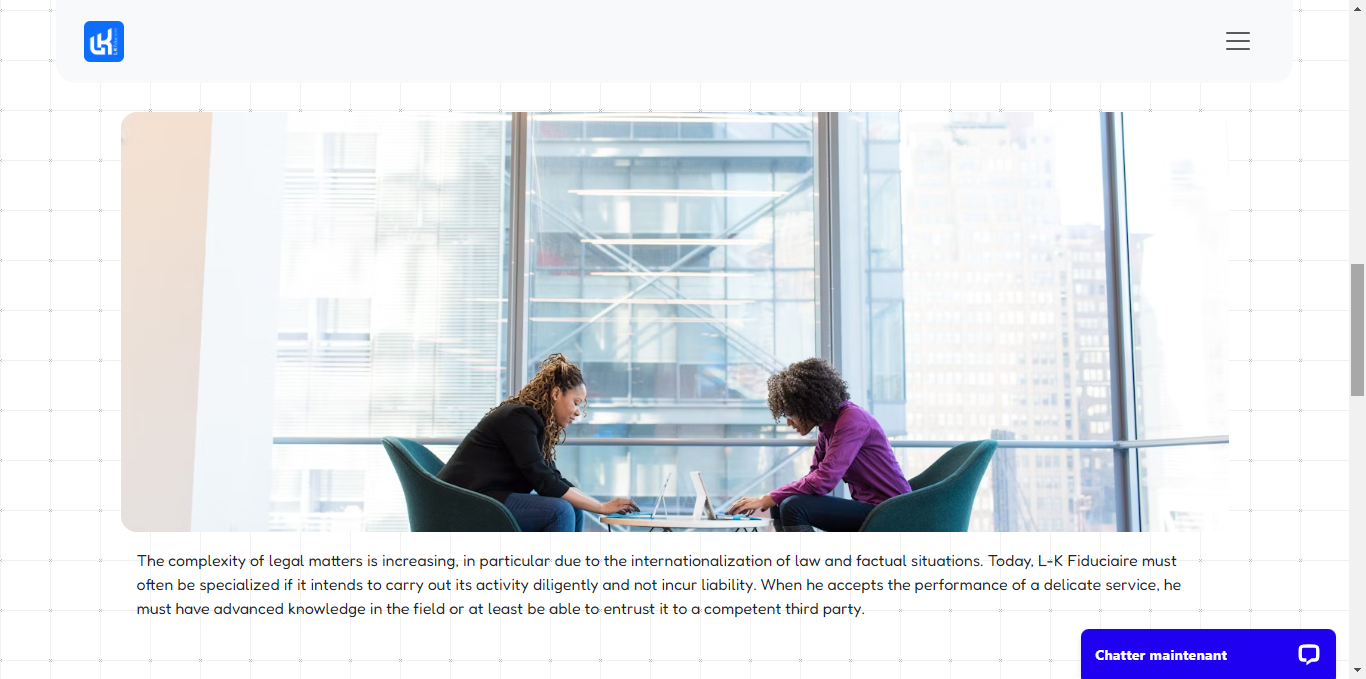 LK
The complexity of legal matters is increasing, in particular due to the internationalization of law and factual situations. Today, L-K Fiduciaire must
often be specialized if it intends to carry out its activity diligently and not incur liability. When he accepts the performance of a delicate service, he
must have advanced knowledge in the field or at least be able to entrust it to a competent third party.
Chatter maintenant